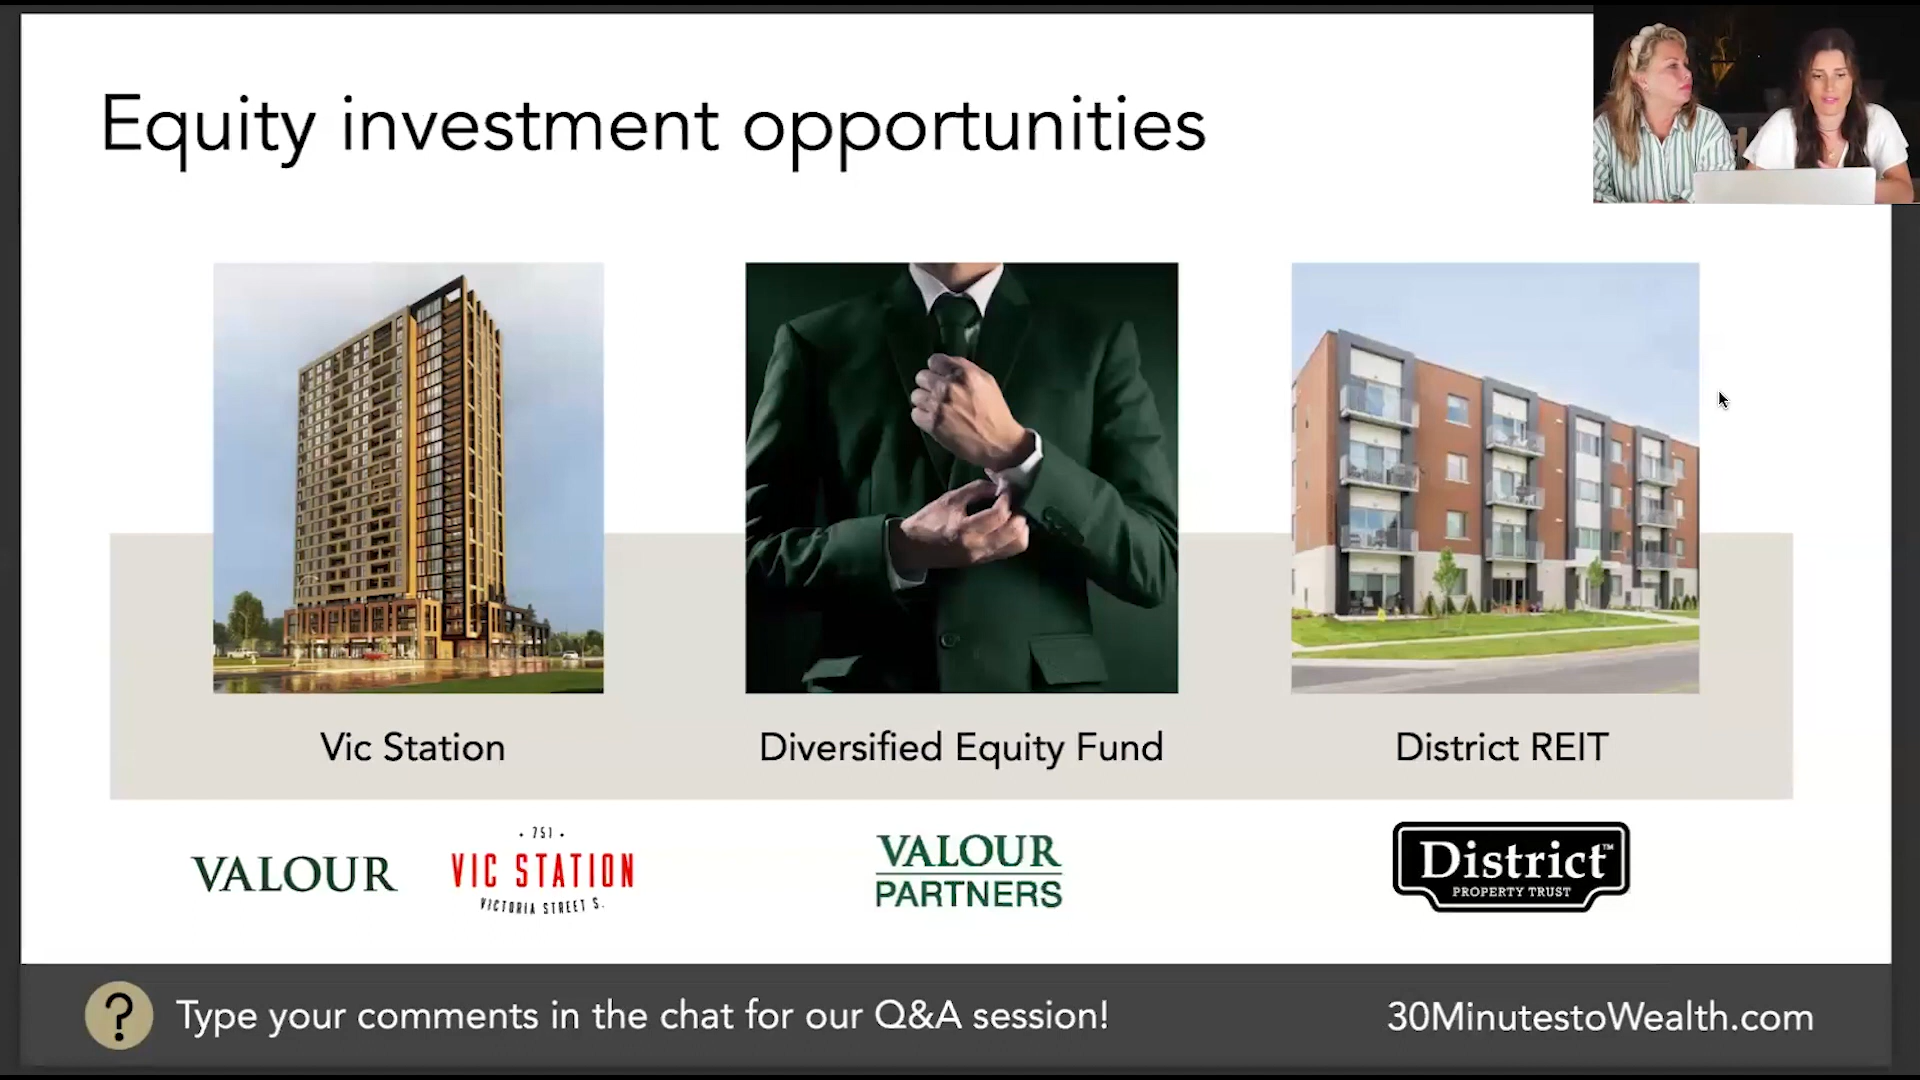 Equity investment opportunities
Vic Station
Diversified Equity Fund
District REIT
VALOUR
• 751 •
VIC STATION
VICTORIA STREET S.
VALOUR
PARTNERS
District™
PROPERTY TRUST
? Type your comments in the chat for our Q&A session!
30MinutestoWealth.com